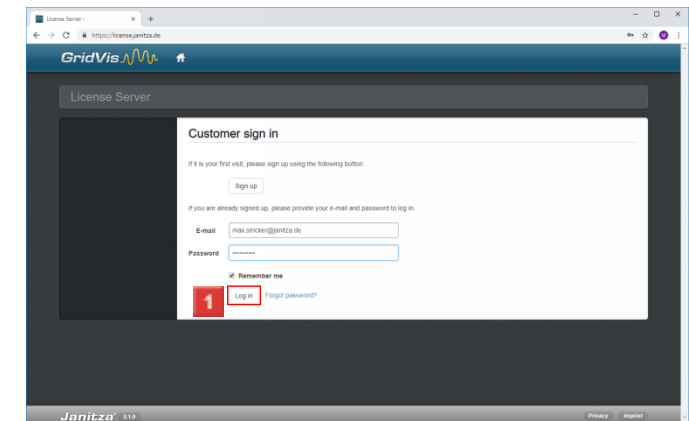 License Server -
https://license.janitza.de
GridVis
License Server
Customer sign in
If it is your first visit, please sign up using the following button:
Sign up
If you are already signed up, please provide your e-mail and password to log in.
E-mail max.stricker@janitza.de
Password ••••••••••
Remember me
1 Log in Forgot password?
Janitza® 2.1.0 Privacy Imprint